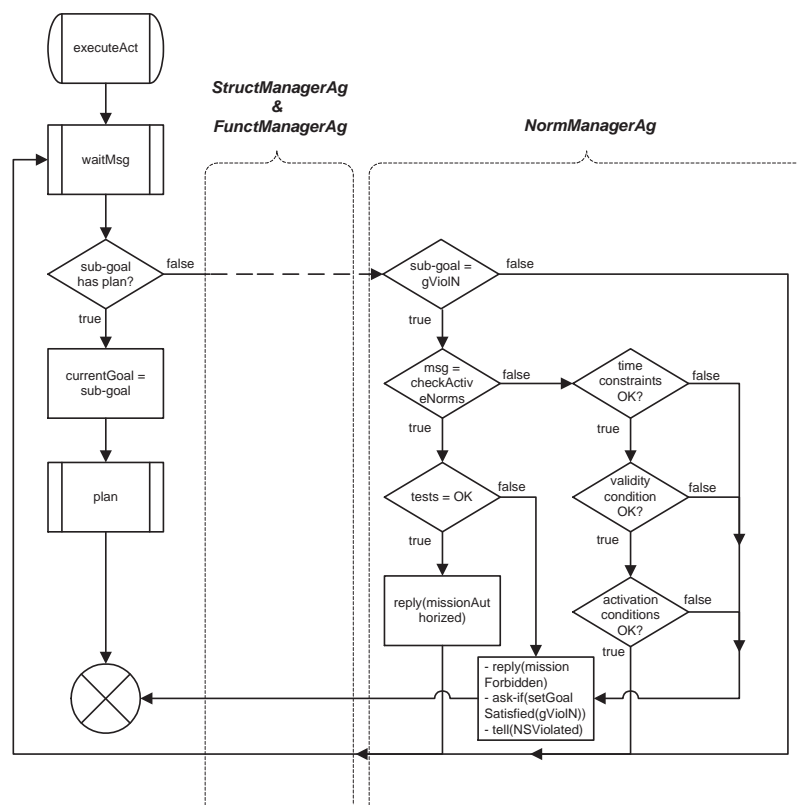 executeAct
StructManagerAg
&
FunctManagerAg
NormManagerAg
waitMsg
sub-goal
has plan?
false
true
sub-goal =
gViolN
false
true
currentGoal =
sub-goal
msg =
checkActiv
eNorms
false
true
time
constraints
OK?
false
true
plan
tests = OK
false
true
validity
condition
OK?
false
true
reply(missionAut
horized)
activation
conditions
OK?
false
true
- reply(mission
Forbidden)
- ask-if(setGoal
Satisfied(gViolN))
- tell(NSViolated)